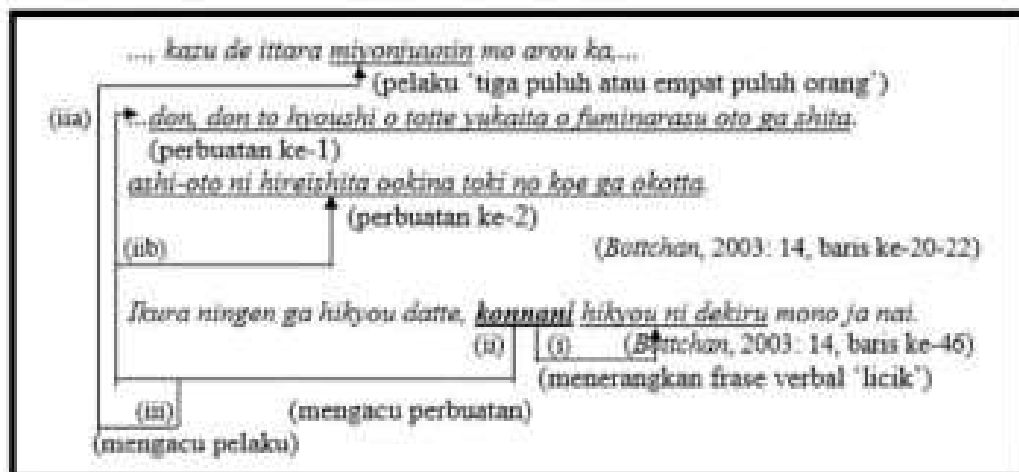 ..., kazu de ittara miyonjuunin mo arou ka,...
(pelaku ‘tiga puluh atau empat puluh orang’)
(iia) ...don, don to hyoushi o totte yukaita o fuminarasu oto ga shita.
(perbuatan ke-1)
ashi-oto ni hireishita ookina toki no koe ga okotta.
(perbuatan ke-2)
(iib) (Bottchan, 2003: 14, baris ke-20-22)
Ikura ningen ga hikyou datte, konnani hikyou ni dekiru mono ja nai.
(ii) (i) (Bottchan, 2003: 14, baris ke-46)
(menerangkan frase verbal ‘licik’)
(iii) (mengacu perbuatan)
(mengacu pelaku)